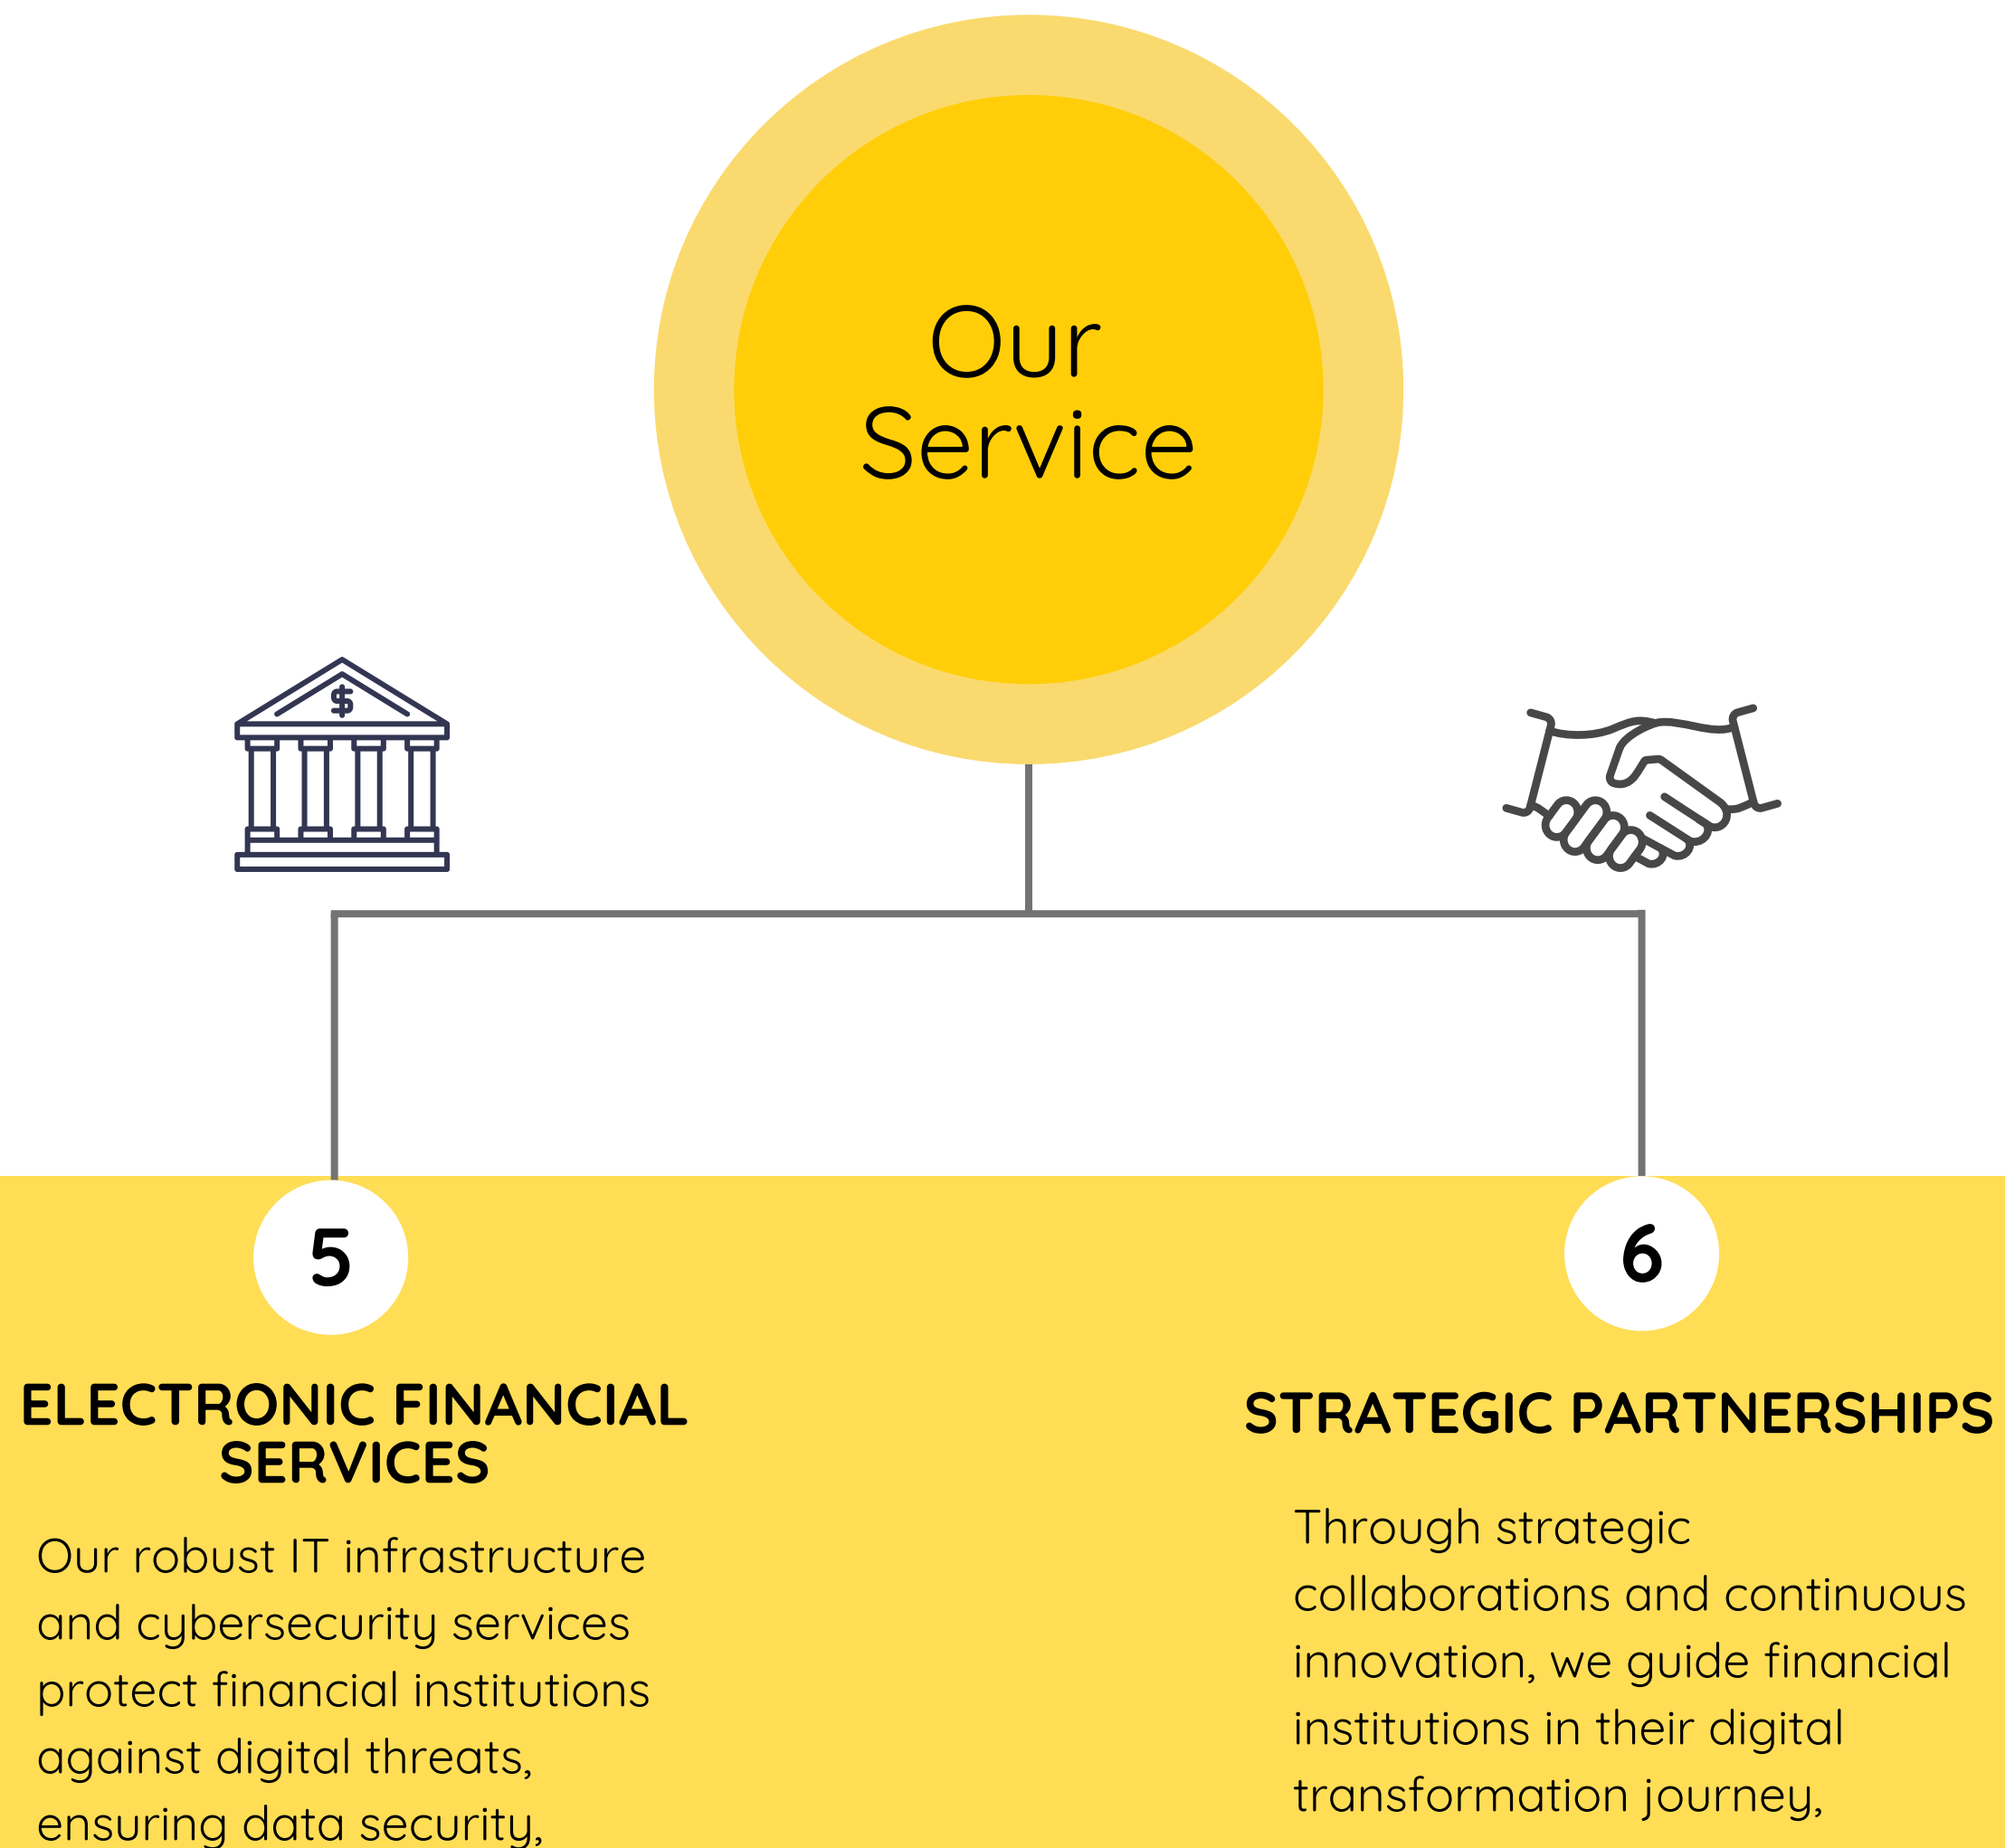 Our
Service
$
5
ELECTRONIC FINANCIAL
SERVICES
Our robust IT infrastructure
and cybersecurity services
protect financial institutions
against digital threats,
ensuring data security,
6
STRATEGIC PARTNERSHIPS
Through strategic
collaborations and continuous
innovation, we guide financial
institutions in their digital
transformation journey,